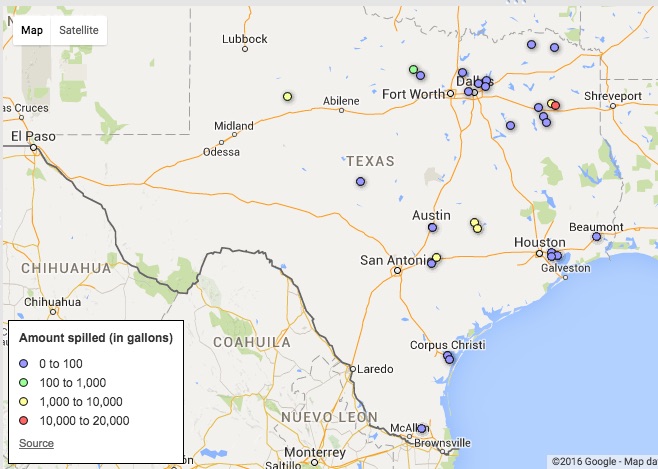 Map Satellite
Lubbock
Dallas
Fort Worth
Shreveport
Abilene
as Cruces
Midland
El Paso
Odessa
TEXAS
Austin
Beaumont
Houston
San Antonio
CHIHUAHUA
Galveston
Chihuahua
Amount spilled (in gallons)
0 to 100
100 to 1,000
1,000 to 10,000
10,000 to 20,000
Source
COAHUILA
Corpus Christi
Laredo
NUEVO LEON
McAllen
Brownsville
Monterrey
Saltillo
ón
©2016 Google - Map da